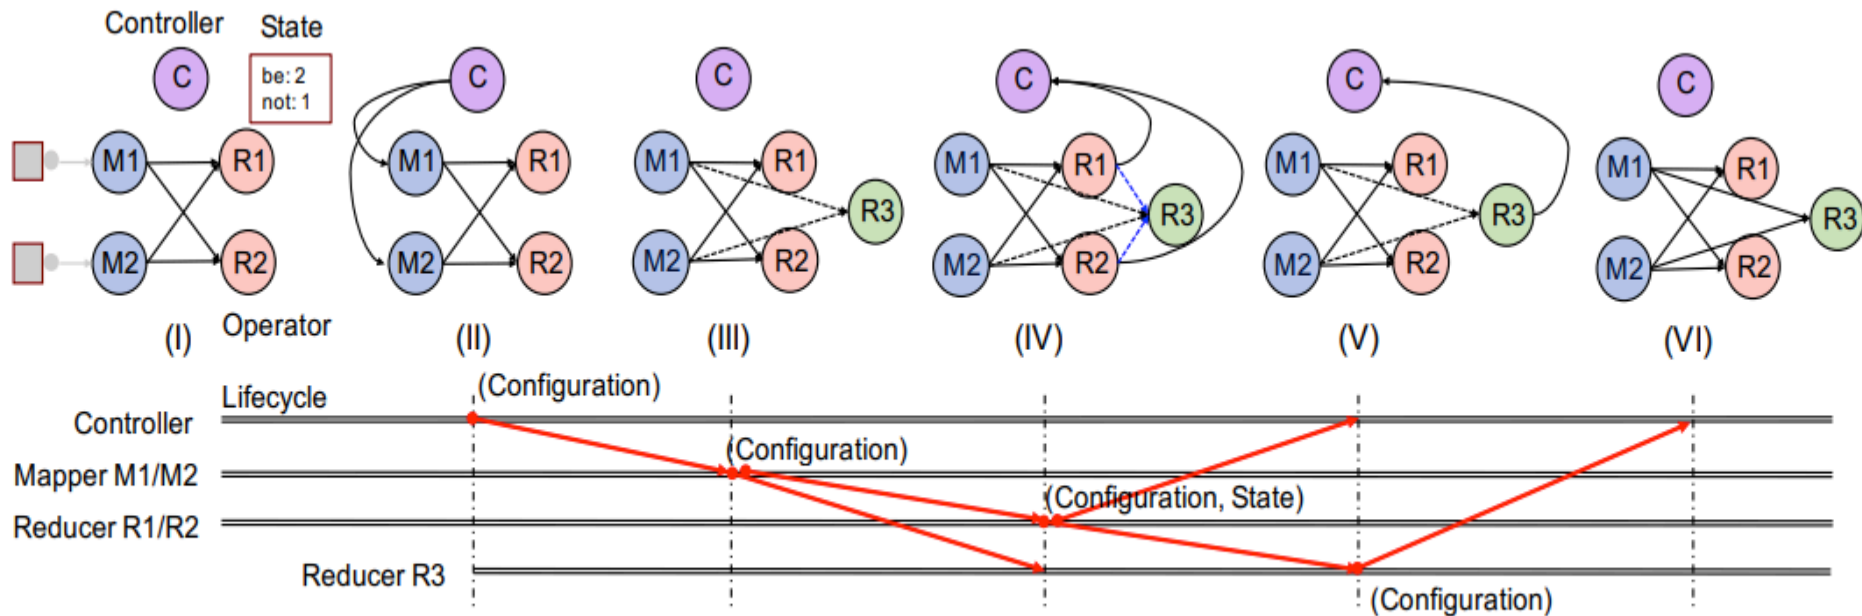 Controller
State
C
be: 2
not: 1
M1
R1
M2
R2
Operator
(I)
C
M1
R1
M2
R2
(II)
C
M1
R1
R3
M2
R2
(III)
C
M1
R1
R3
M2
R2
(IV)
C
M1
R1
R3
M2
R2
(V)
C
M1
R1
R3
M2
R2
(VI)
Lifecycle
(Configuration)
Controller
(Configuration)
Mapper M1/M2
(Configuration, State)
Reducer R1/R2
Reducer R3
(Configuration)